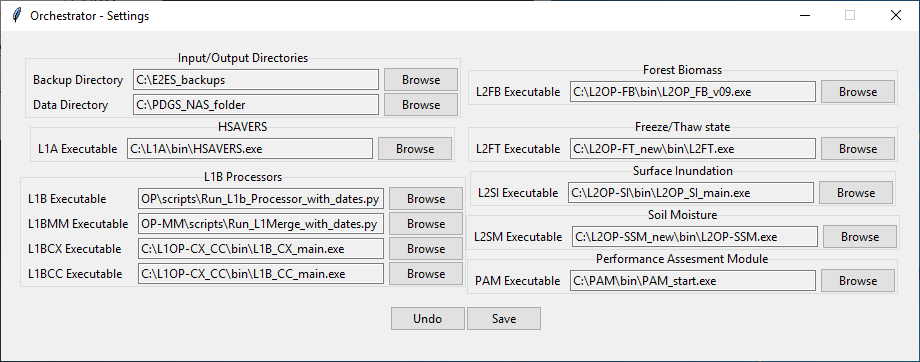 Orchestrator - Settings
Input/Output Directories
Backup Directory C:\E2ES_backups Browse
Data Directory C:\PDGS_NAS_folder Browse
HSAVERS
L1A Executable C:\L1A\bin\HSAVERS.exe Browse
L1B Processors
L1B Executable OP\scripts\Run_L1b_Processor_with_dates.py Browse
L1BMM Executable OP-MM\scripts\Run_L1Merge_with_dates.py Browse
L1BCX Executable C:\L1OP-CX_CC\bin\L1B_CX_main.exe Browse
L1BCC Executable C:\L1OP-CX_CC\bin\L1B_CC_main.exe Browse
Forest Biomass
L2FB Executable C:\L2OP-FB\bin\L2OP_FB_v09.exe Browse
Freeze/Thaw state
L2FT Executable C:\L2OP-FT_new\bin\L2FT.exe Browse
Surface Inundation
L2SI Executable C:\L2OP-SI\bin\L2OP_SI_main.exe Browse
Soil Moisture
L2SM Executable C:\L2OP-SSM_new\bin\L2OP-SSM.exe Browse
Performance Assesment Module
PAM Executable C:\PAM\bin\PAM_start.exe Browse
Undo Save